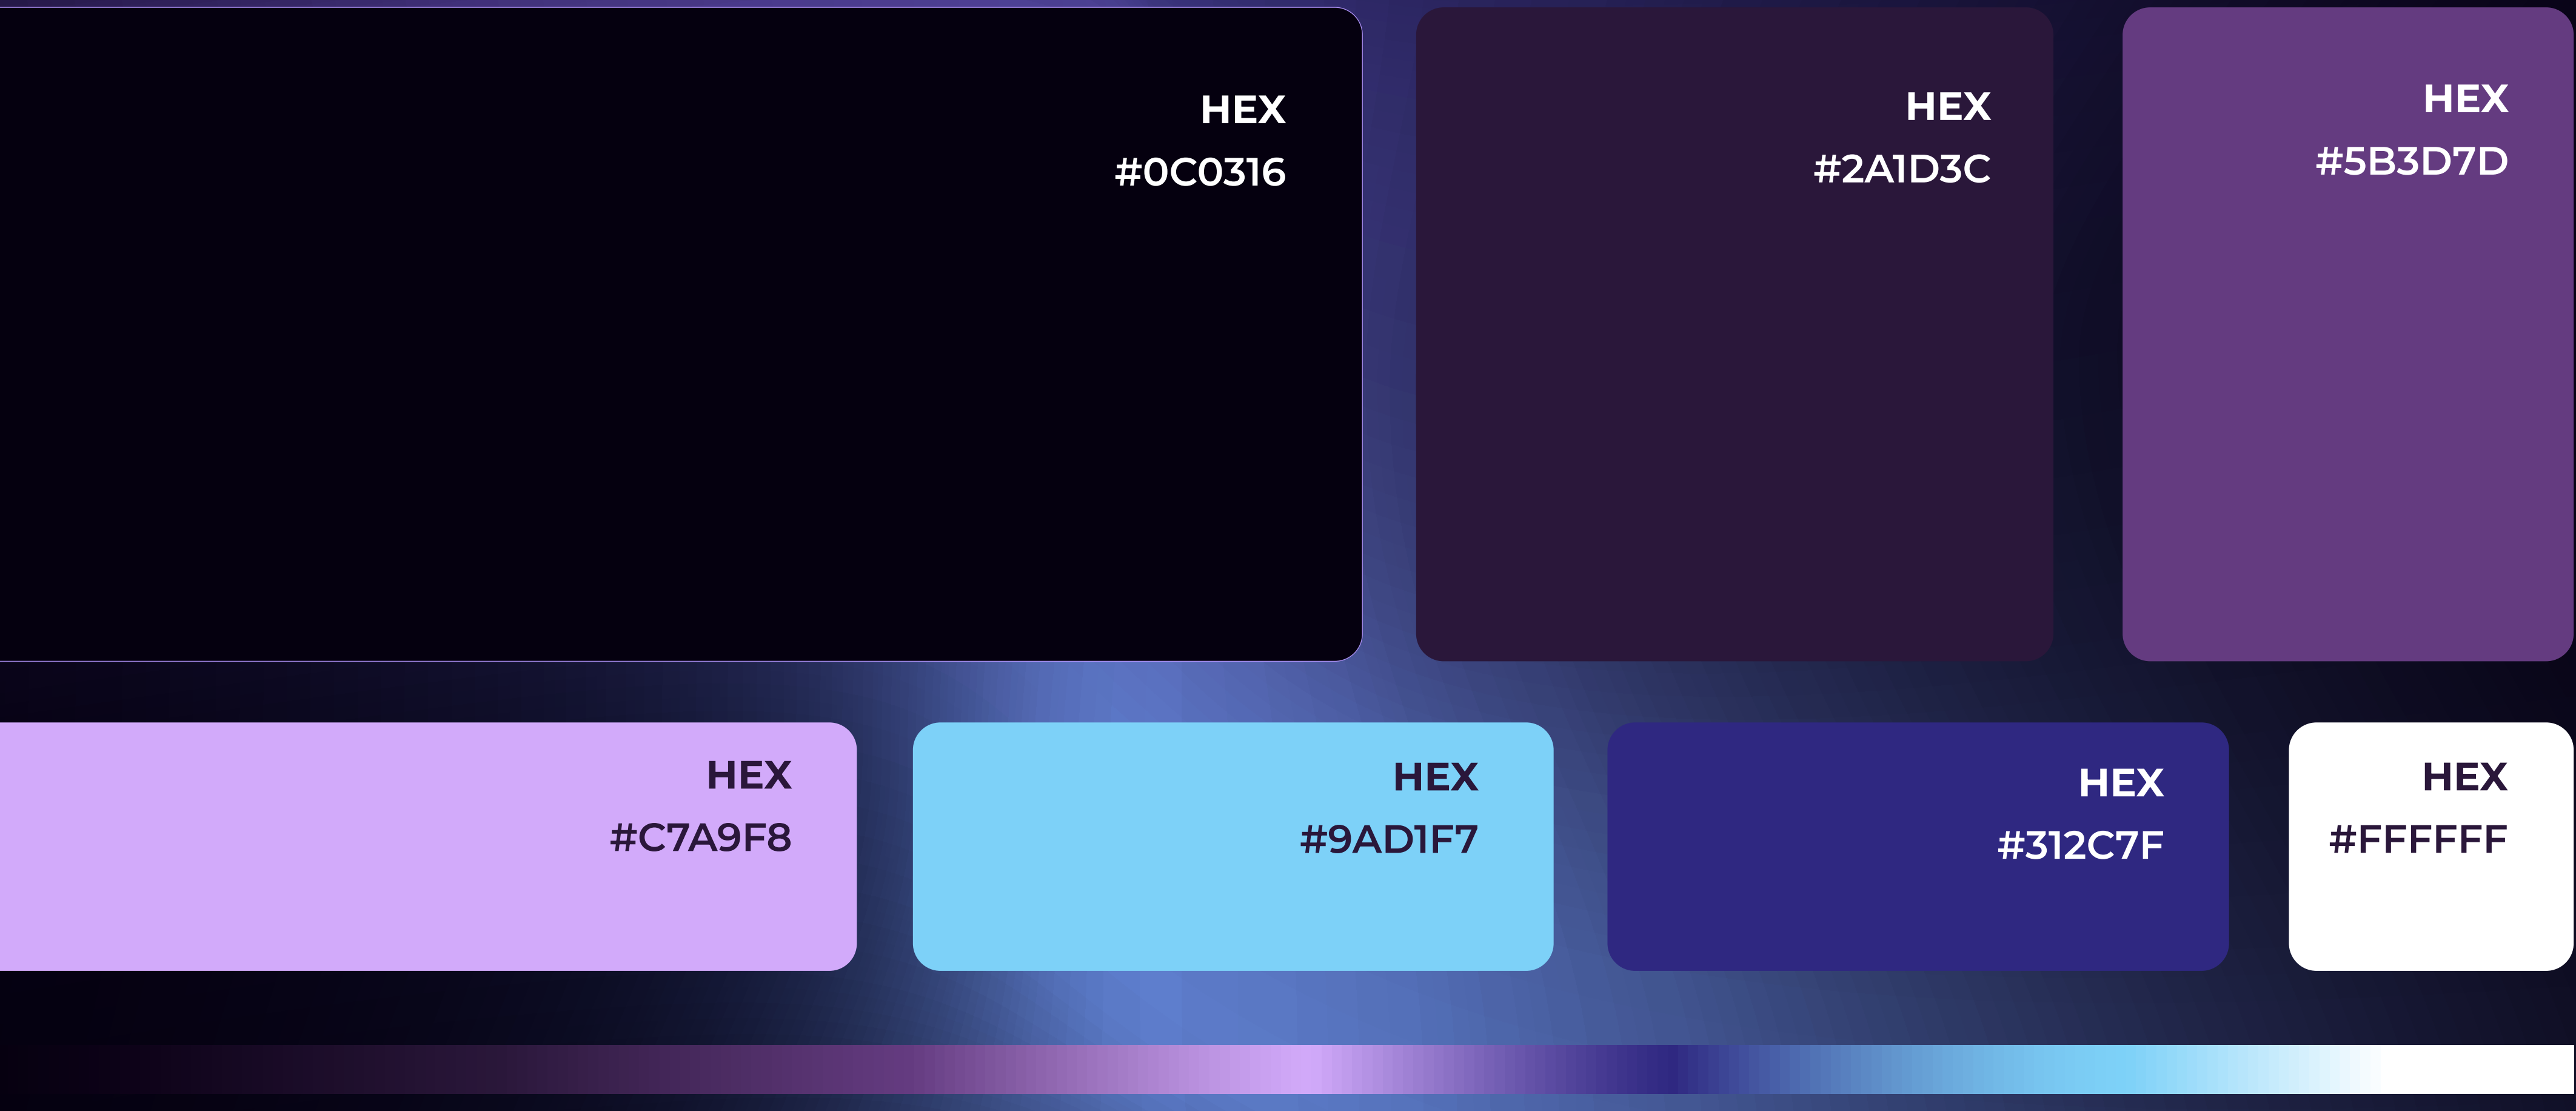 HEX
#0C0316
HEX
#2A1D3C
HEX
#5B3D7D
HEX
#C7A9F8
HEX
#9AD1F7
HEX
#312C7F
HEX
#FFFFFF